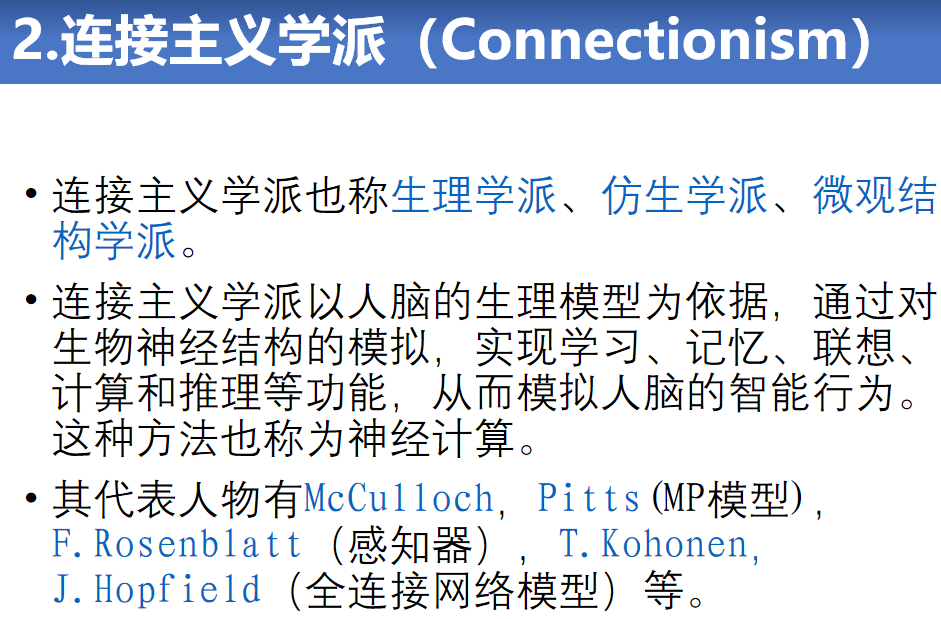 2.连接主义学派（Connectionism）
• 连接主义学派也称生理学派、仿生学派、微观结
构学派。
• 连接主义学派以人脑的生理模型为依据，通过对
生物神经结构的模拟，实现学习、记忆、联想、
计算和推理等功能，从而模拟人脑的智能行为。
这种方法也称为神经计算。
• 其代表人物有McCulloch，Pitts(MP模型)，
F.Rosenblatt（感知器），T.Kohonen，
J.Hopfield（全连接网络模型）等。